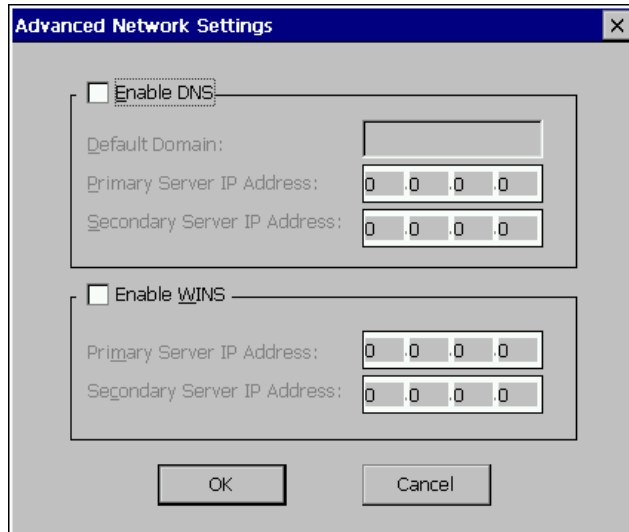 Advanced Network Settings
Enable DNS
Default Domain:
Primary Server IP Address: 0 .0 .0 .0
Secondary Server IP Address: 0 .0 .0 .0
Enable WINS
Primary Server IP Address: 0 .0 .0 .0
Secondary Server IP Address: 0 .0 .0 .0
OK Cancel